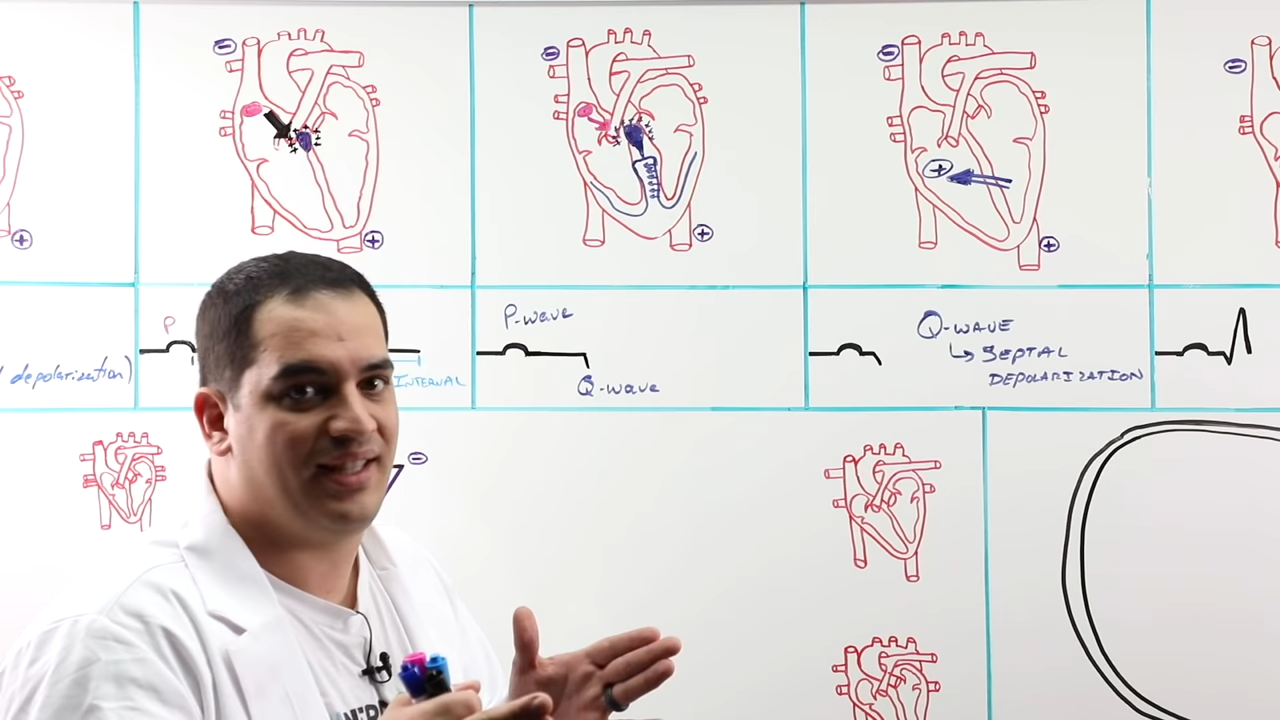 P
P-wave
Q-wave
Q-WAVE
↳ SEPTAL
DEPOLARIZATION
depolarization)
INTERVAL